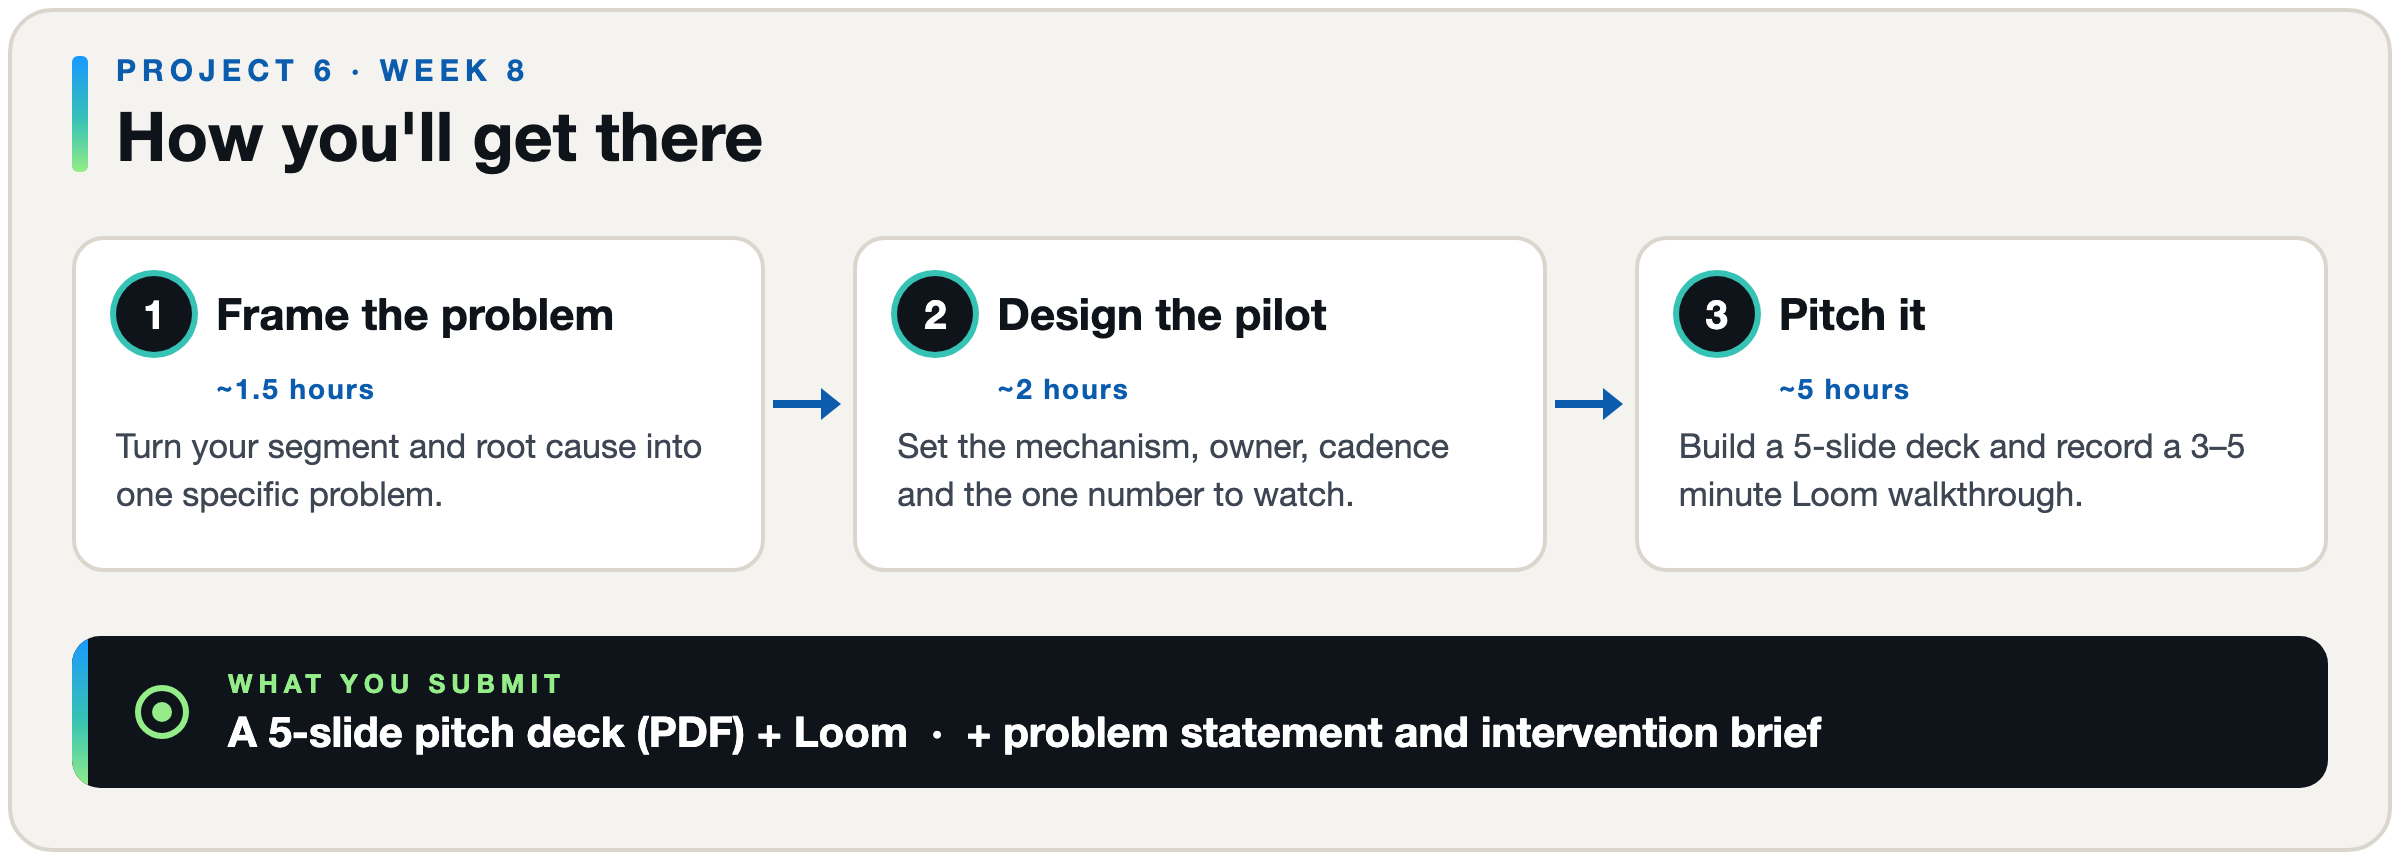 PROJECT 6 · WEEK 8
How you'll get there
1
Frame the problem
~1.5 hours
Turn your segment and root cause into
one specific problem.
2
Design the pilot
~2 hours
Set the mechanism, owner, cadence
and the one number to watch.
3
Pitch it
~5 hours
Build a 5-slide deck and record a 3–5
minute Loom walkthrough.
WHAT YOU SUBMIT
A 5-slide pitch deck (PDF) + Loom · + problem statement and intervention brief